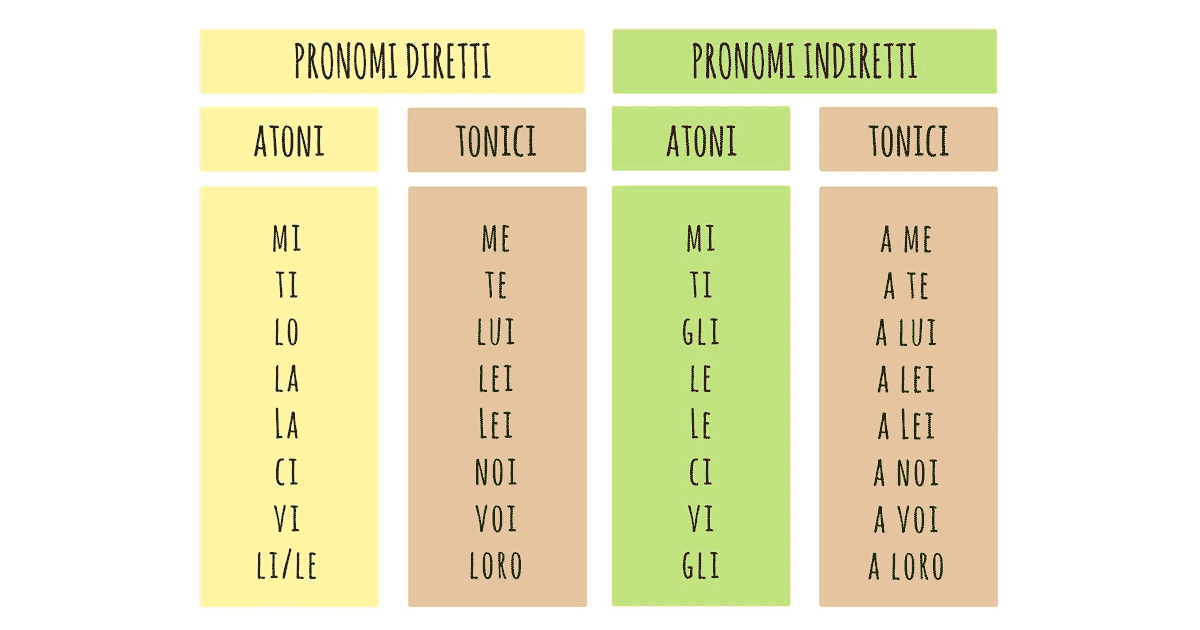 PRONOMI DIRETTI PRONOMI INDIRETTI
ATONI TONICI ATONI TONICI
MI ME MI A ME
TI TE TI A TE
LO LUI GLI A LUI
LA LEI LE A LEI
La Lei Le A Lei
CI NOI CI A NOI
VI VOI VI A VOI
LI/LE LORO GLI A LORO